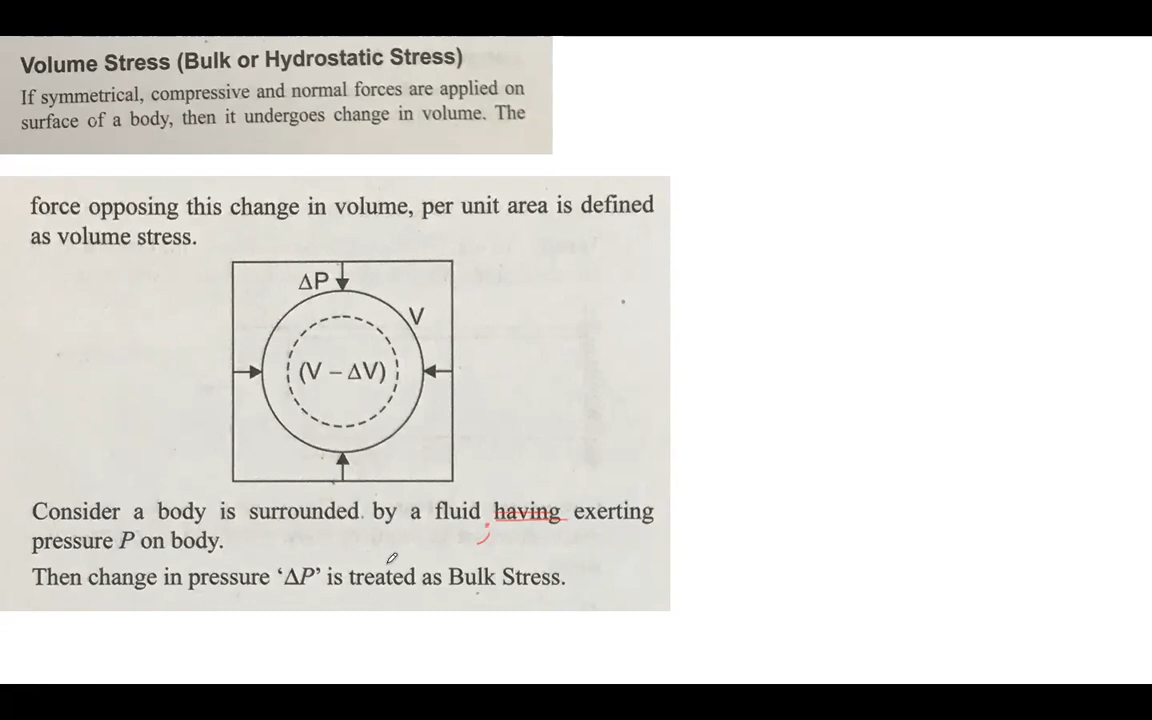 Volume Stress (Bulk or Hydrostatic Stress)
If symmetrical, compressive and normal forces are applied on
surface of a body, then it undergoes change in volume. The
force opposing this change in volume, per unit area is defined
as volume stress.
ΔP
V
(V – ΔV)
Consider a body is surrounded by a fluid having exerting
pressure P on body.
Then change in pressure ‘ΔP’ is treated as Bulk Stress.